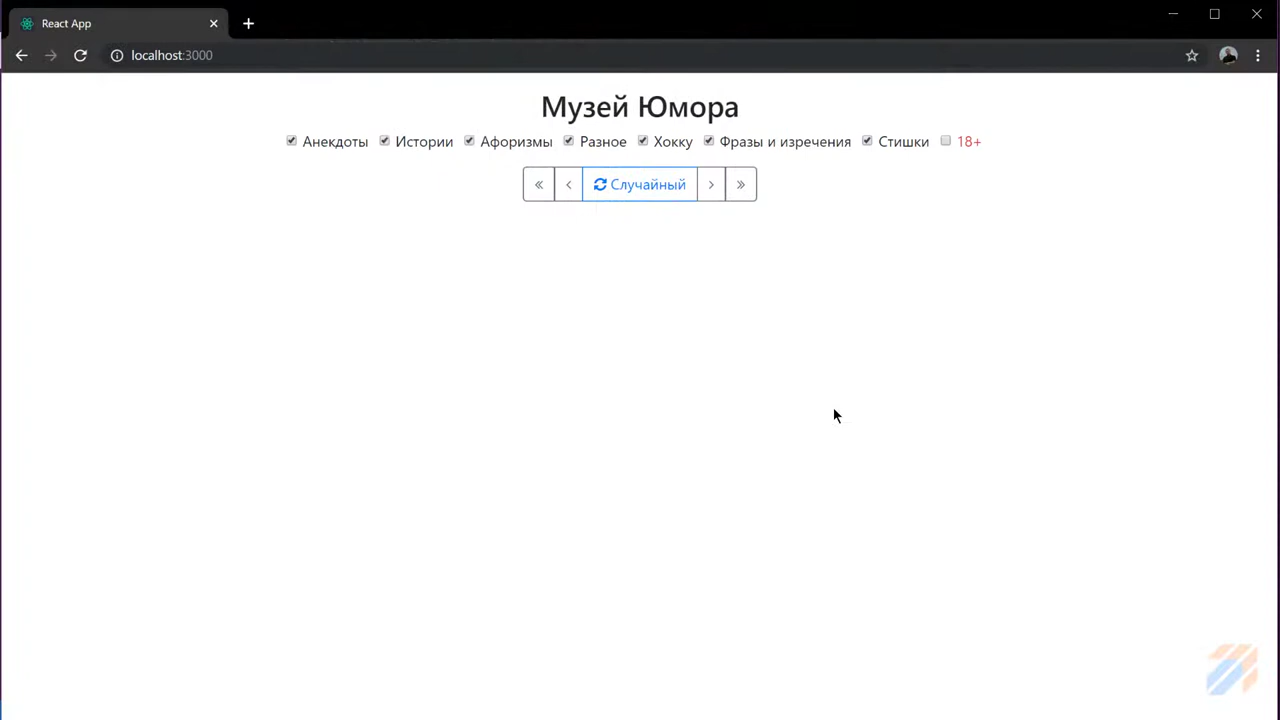 React App
localhost:3000
Музей Юмора
Анекдоты Истории Афоризмы Разное Хокку Фразы и изречения Стишки 18+
« ‹ Случайный › »